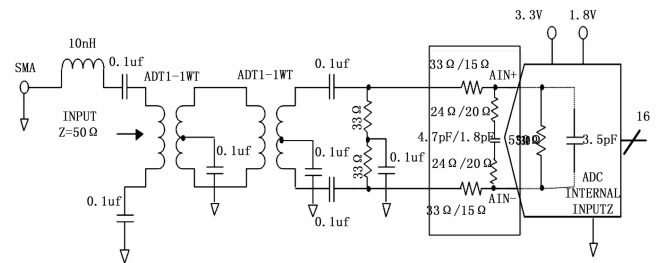 3.3V
1.8V
10nH
SMA
0.1uf
ADT1-1WT
ADT1-1WT
0.1uf
33Ω/15Ω
AIN+
INPUT
Z=50Ω
33Ω
24Ω/20Ω
16
4.7pF/1.8pF
3.5pF
0.1uf
0.1uf
33Ω
0.1uf
24Ω/20Ω
ADC
INTERNAL
INPUTZ
0.1uf
0.1uf
AIN-
33Ω/15Ω